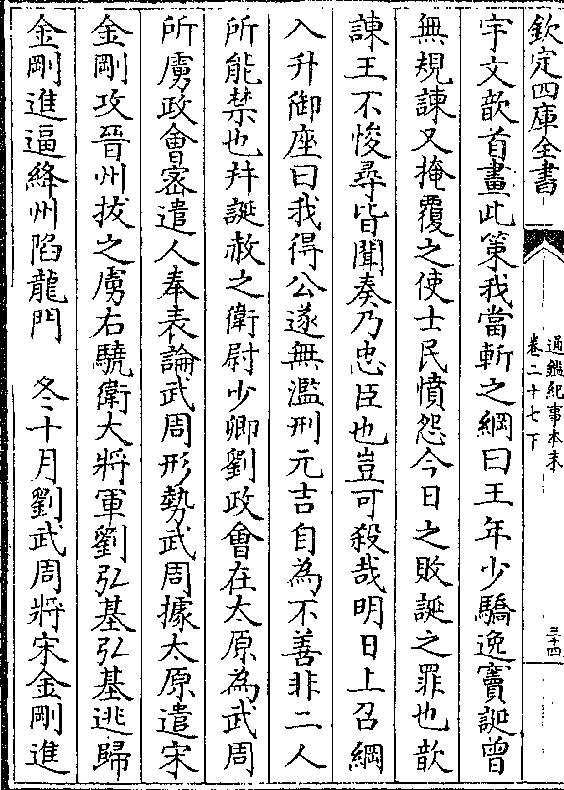 欽定四庫全書
通鑑紀事本末
卷二十七下
三十四
宇文歆首畫此策我當斬之綱曰王年少驕逸竇誕曾
無規諫又掩覆之使士民憤怨今日之敗誕之罪也歆
諫王不悛尋皆聞奏乃忠臣也豈可殺哉明日上召綱
入升御座曰我得公遂無濫刑元吉自為不善非二人
所能禁也并誕赦之衛尉少卿劉政會在太原為武周
所虜政會密遣人奉表論武周形勢武周據太原遣宋
金剛攻晉州拔之虜右驍衛大將軍劉弘基弘基逃歸
金剛進逼絳州陷龍門　冬十月劉武周將宋金剛進